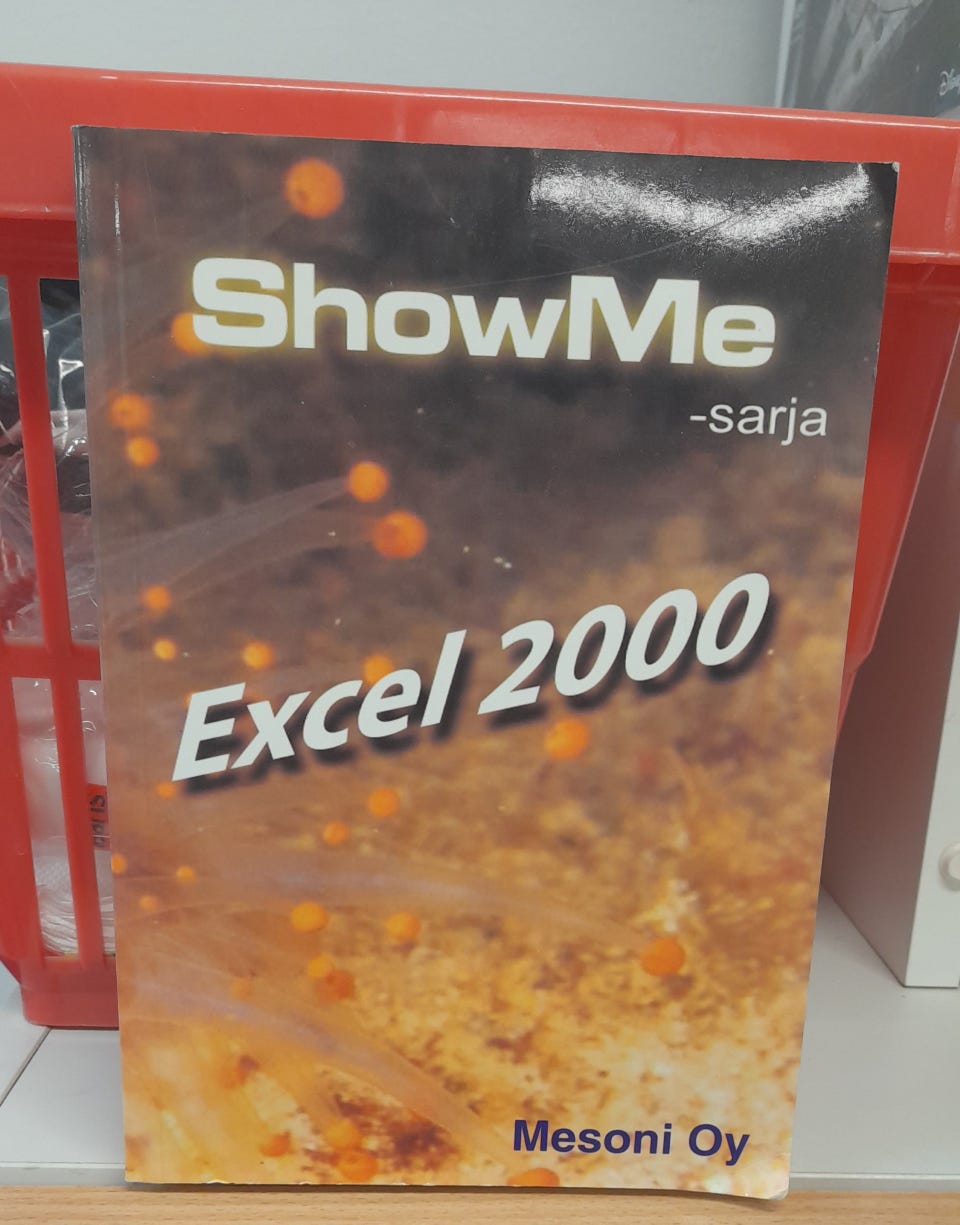 ShowMe
-sarja
Excel 2000
Mesoni Oy